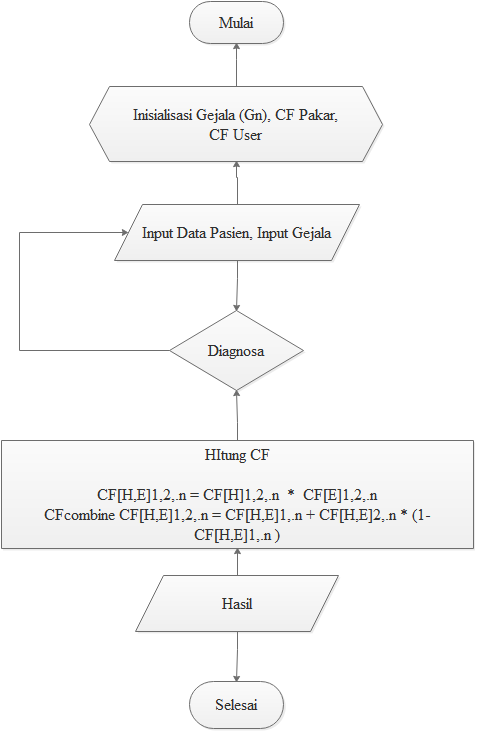 Mulai
Inisialisasi Gejala (Gn), CF Pakar,
CF User
Input Data Pasien, Input Gejala
Diagnosa
HItung CF
CF[H,E]1,2,.n = CF[H]1,2,.n * CF[E]1,2,.n
CFcombine CF[H,E]1,2,.n = CF[H,E]1,.n + CF[H,E]2,.n * (1-
CF[H,E]1,.n )
Hasil
Selesai